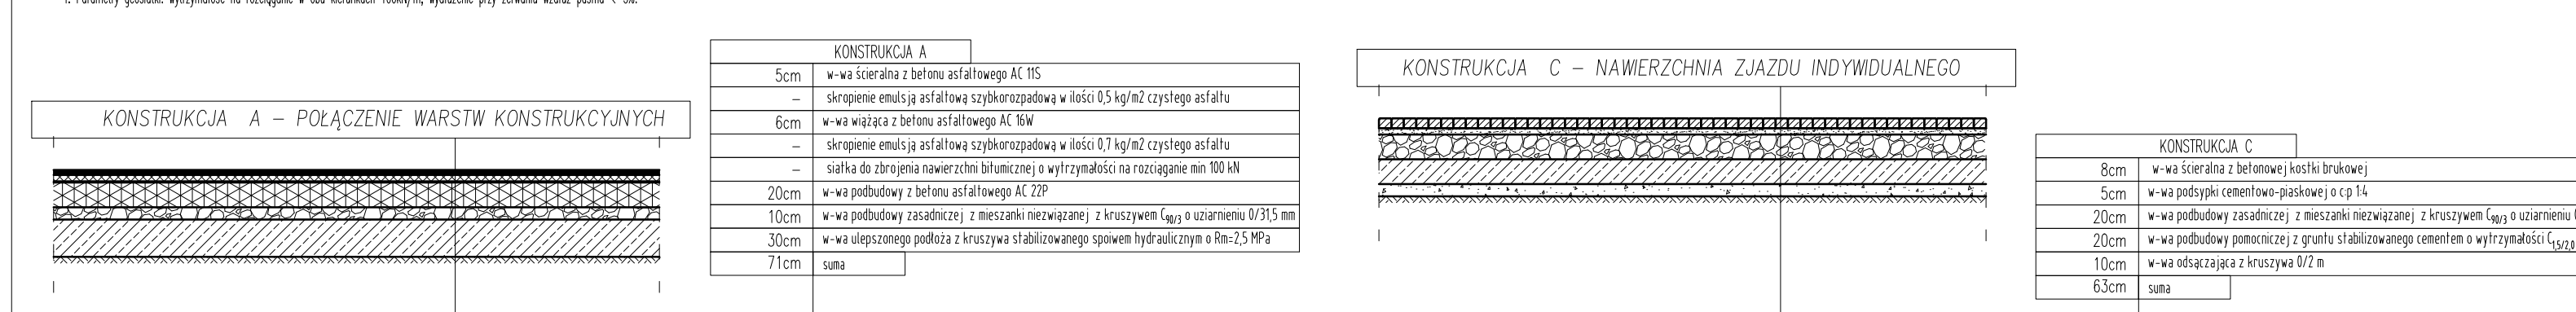 1. Parametry geosiatki: wytrzymałość na rozciąganie w obu kierunkach 100kN/m, wydłużenie przy zerwaniu wzdłuż pasma < 3%.
KONSTRUKCJA A – POŁĄCZENIE WARSTW KONSTRUKCYJNYCH
KONSTRUKCJA A
5cm w-wa ścieralna z betonu asfaltowego AC 11S
– skropienie emulsją asfaltową szybkorozpadową w ilości 0,5 kg/m2 czystego asfaltu
6cm w-wa wiążąca z betonu asfaltowego AC 16W
– skropienie emulsją asfaltową szybkorozpadową w ilości 0,7 kg/m2 czystego asfaltu
– siatka do zbrojenia nawierzchni bitumicznej o wytrzymałości na rozciąganie min 100 kN
20cm w-wa podbudowy z betonu asfaltowego AC 22P
10cm w-wa podbudowy zasadniczej z mieszanki niezwiązanej z kruszywem C90/3 o uziarnieniu 0/31,5 mm
30cm w-wa ulepszonego podłoża z kruszywa stabilizowanego spoiwem hydraulicznym o Rm=2,5 MPa
71cm suma
KONSTRUKCJA C – NAWIERZCHNIA ZJAZDU INDYWIDUALNEGO
KONSTRUKCJA C
8cm w-wa ścieralna z betonowej kostki brukowej
5cm w-wa podsypki cementowo-piaskowej o c:p 1:4
20cm w-wa podbudowy zasadniczej z mieszanki niezwiązanej z kruszywem C90/3 o uziarnieniu
20cm w-wa podbudowy pomocniczej z gruntu stabilizowanego cementem o wytrzymałości C1,5/2,0
10cm w-wa odsączająca z kruszywa 0/2 m
63cm suma